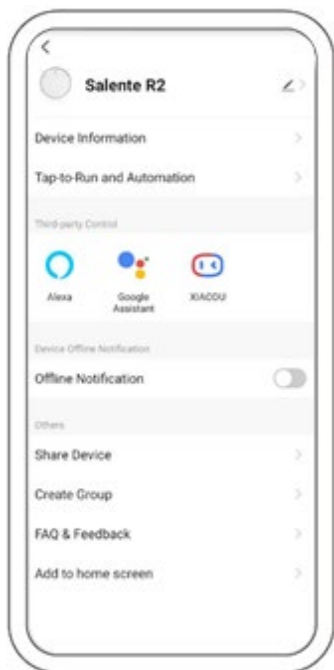 Salente R2
Device Information
Tap-to-Run and Automation
Third-party Control
Alexa
Google
Assistant
XIAODU
Device Offline Notification
Offline Notification
Others
Share Device
Create Group
FAQ & Feedback
Add to home screen